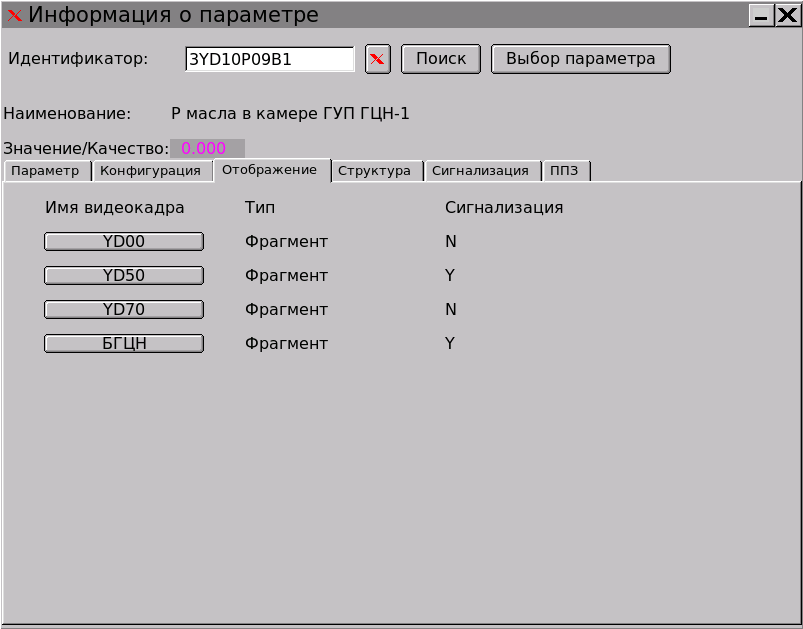 Информация о параметре
Идентификатор: 3YD10P09B1 Поиск Выбор параметра
Наименование: Р масла в камере ГУП ГЦН-1
Значение/Качество: 0.000
Параметр Конфигурация Отображение Структура Сигнализация ППЗ
Имя видеокадра Тип Сигнализация
YD00 Фрагмент N
YD50 Фрагмент Y
YD70 Фрагмент N
БГЦН Фрагмент Y